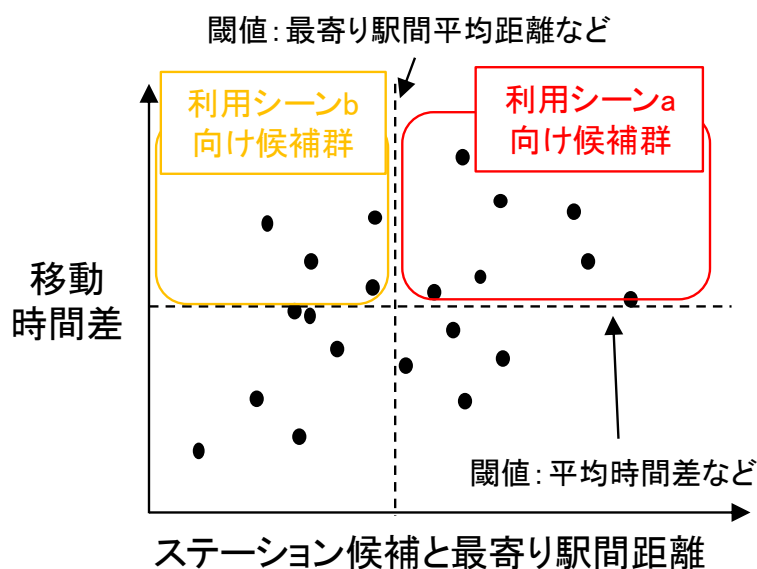 閾値：最寄り駅間平均距離など
利用シーンb
向け候補群
利用シーンa
向け候補群
移動
時間差
閾値：平均時間差など
ステーション候補と最寄り駅間距離